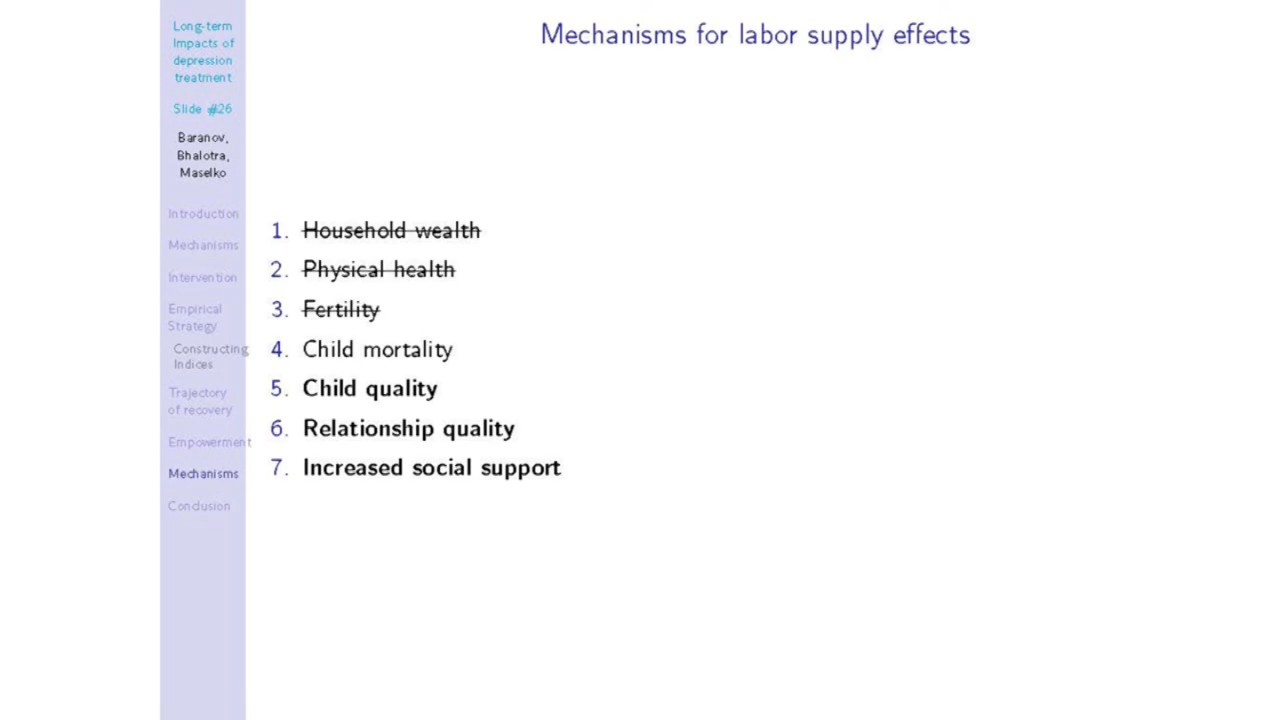 Long-term
Impacts of
depression
treatment
Slide #26
Baranov,
Bhalotra,
Maselko
Introduction
Mechanisms
Intervention
Empirical
Strategy
Constructing
Indices
Trajectory
of recovery
Empowerment
Mechanisms
Conclusion
Mechanisms for labor supply effects
1. Household wealth
2. Physical health
3. Fertility
4. Child mortality
5. Child quality
6. Relationship quality
7. Increased social support